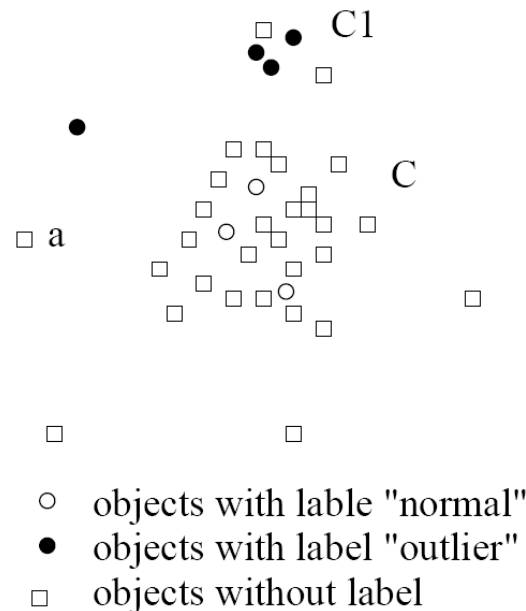 C1
C
a
objects with lable "normal"
objects with label "outlier"
objects without label